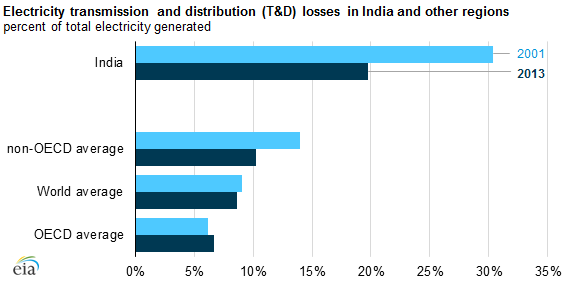 Electricity transmission and distribution (T&D) losses in India and other regions
percent of total electricity generated
India
2001
2013
non-OECD average
World average
OECD average
0%
5%
10%
15%
20%
25%
30%
35%
eia